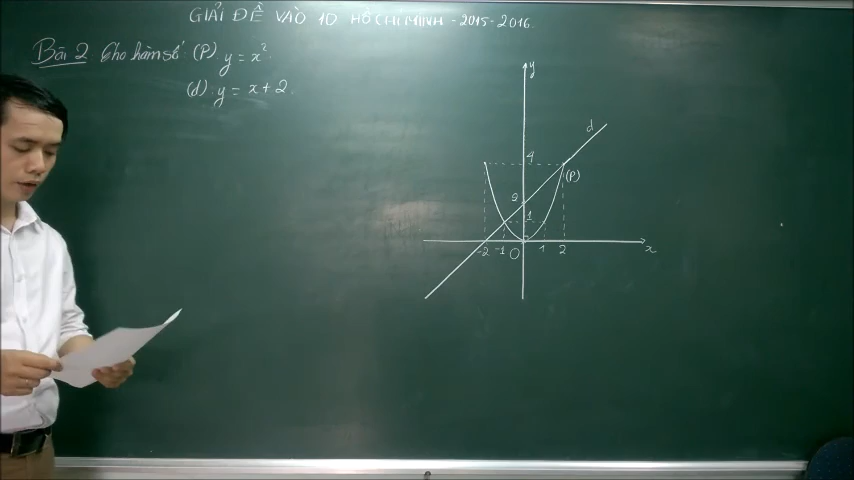 GIẢI ĐỀ VÀO 10 HỒ CHÍ MINH - 2015-2016.
Bài 2 Cho hàm số (P) y = x²
(d) y = x + 2.
y
d
4
(P)
2
1
-2 -1 O 1 2 x